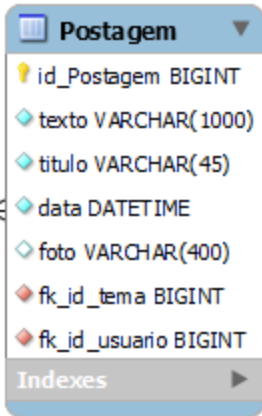 Postagem
id_Postagem BIGINT
texto VARCHAR(1000)
titulo VARCHAR(45)
data DATETIME
foto VARCHAR(400)
fk_id_tema BIGINT
fk_id_usuario BIGINT
Indexes